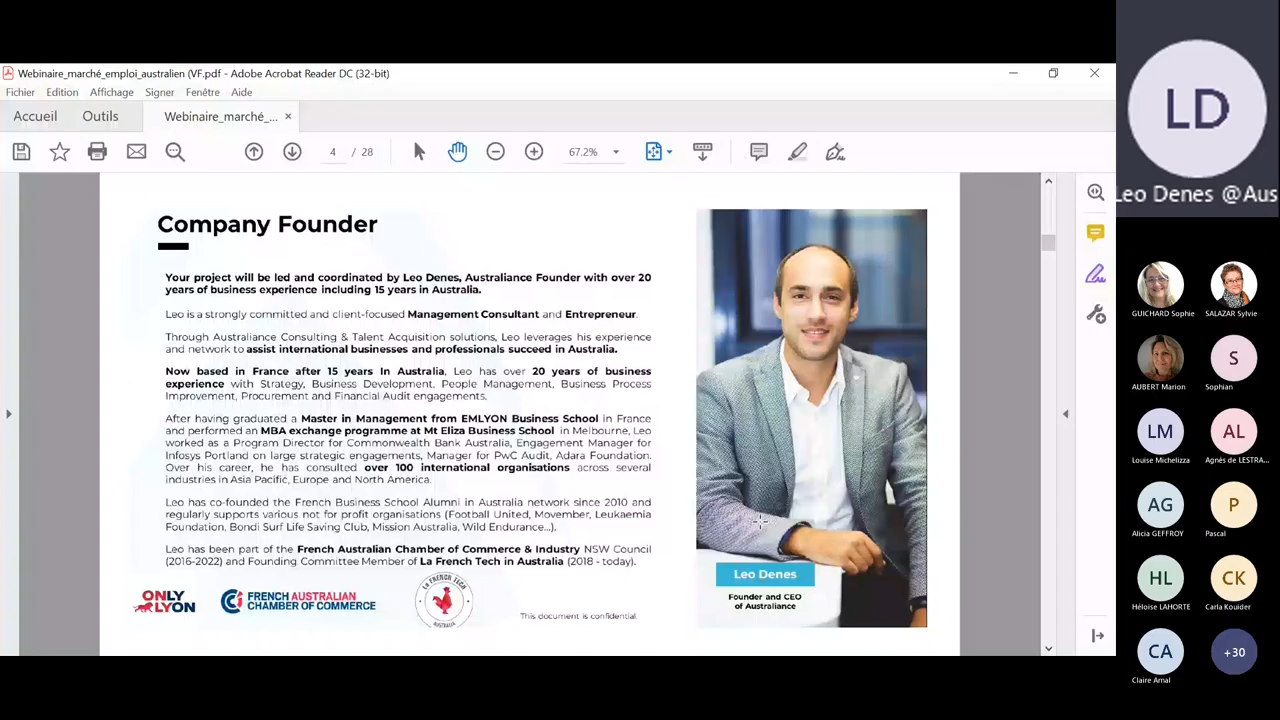 Webinaire_marché_emploi_australien (VF.pdf - Adobe Acrobat Reader DC (32-bit)
Fichier Edition Affichage Signer Fenêtre Aide
Accueil Outils Webinaire_marché_... ×
4 / 28 67,2%
Company Founder
Your project will be led and coordinated by Leo Denes, Australiance Founder with over 20
years of business experience including 15 years in Australia.
Leo is a strongly committed and client-focused Management Consultant and Entrepreneur.
Through Australiance Consulting & Talent Acquisition solutions, Leo leverages his experience
and network to assist international businesses and professionals succeed in Australia.
Now based in France after 15 years In Australia, Leo has over 20 years of business
experience with Strategy, Business Development, People Management, Business Process
Improvement, Procurement and Financial Audit engagements.
After having graduated a Master in Management from EMLYON Business School in France
and performed an MBA exchange programme at Mt Eliza Business School in Melbourne, Leo
worked as a Program Director for Commonwealth Bank Australia, Engagement Manager for
Infosys Portland on large strategic engagements, Manager for PwC Audit, Adara Foundation.
Over his career, he has consulted over 100 international organisations across several
industries in Asia Pacific, Europe and North America.
Leo has co-founded the French Business School Alumni in Australia network since 2010 and
regularly supports various not for profit organisations (Football United, Movember, Leukaemia
Foundation, Bondi Surf Life Saving Club, Mission Australia, Wild Endurance...).
Leo has been part of the French Australian Chamber of Commerce & Industry NSW Council
(2016-2022) and Founding Committee Member of La French Tech in Australia (2018 - today).
ONLY
LYON
FRENCH AUSTRALIAN
CHAMBER OF COMMERCE
La FRENCH TECH
AUSTRALIA
This document is confidential.
Leo Denes
Founder and CEO
of Australiance
LD
Leo Denes @Aus
GUICHARD Sophie SALAZAR Sylvie
S
AUBERT Marion Sophian
LM AL
Louise Michelizza Agnès de LESTRA...
AG P
Alicia GEFFROY Pascal
HL CK
Héloise LAHORTE Carla Kouider
CA +30
Claire Arnal